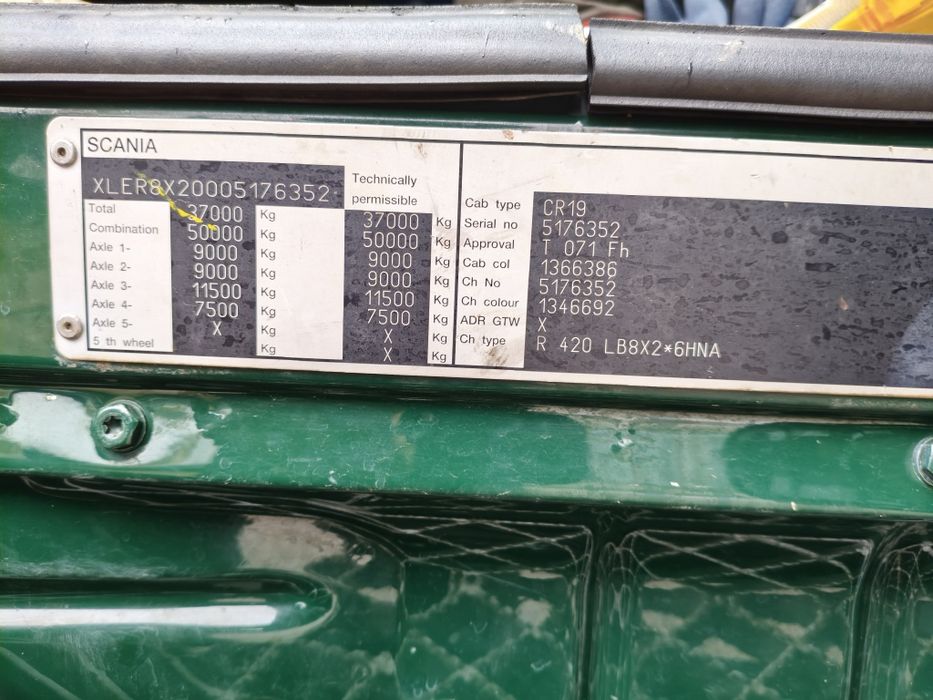 SCANIA
XLER8X20005176352
Technically
permissible
Total 37000 Kg 37000 Kg
Combination 50000 Kg 50000 Kg
Axle 1- 9000 Kg 9000 Kg
Axle 2- 9000 Kg 9000 Kg
Axle 3- 11500 Kg 11500 Kg
Axle 4- 7500 Kg 7500 Kg
Axle 5- X Kg X Kg
5 th wheel Kg X Kg
Cab type CR19
Serial no 5176352
Approval T 071 Fh
Cab col 1366386
Ch No 5176352
Ch colour 1346692
ADR GTW X
Ch type R 420 LB8X2*6HNA